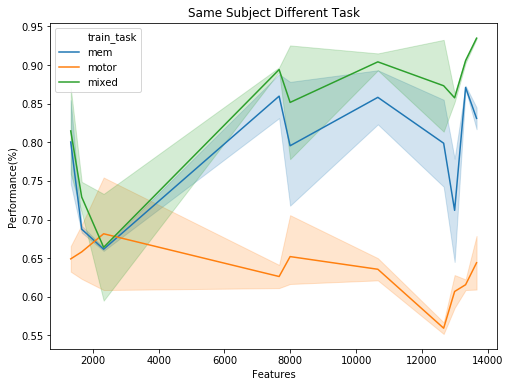 Same Subject Different Task
train_task
mem
motor
mixed
0.95
0.90
0.85
0.80
0.75
0.70
0.65
0.60
0.55
Performance(%)
2000 4000 6000 8000 10000 12000 14000
Features